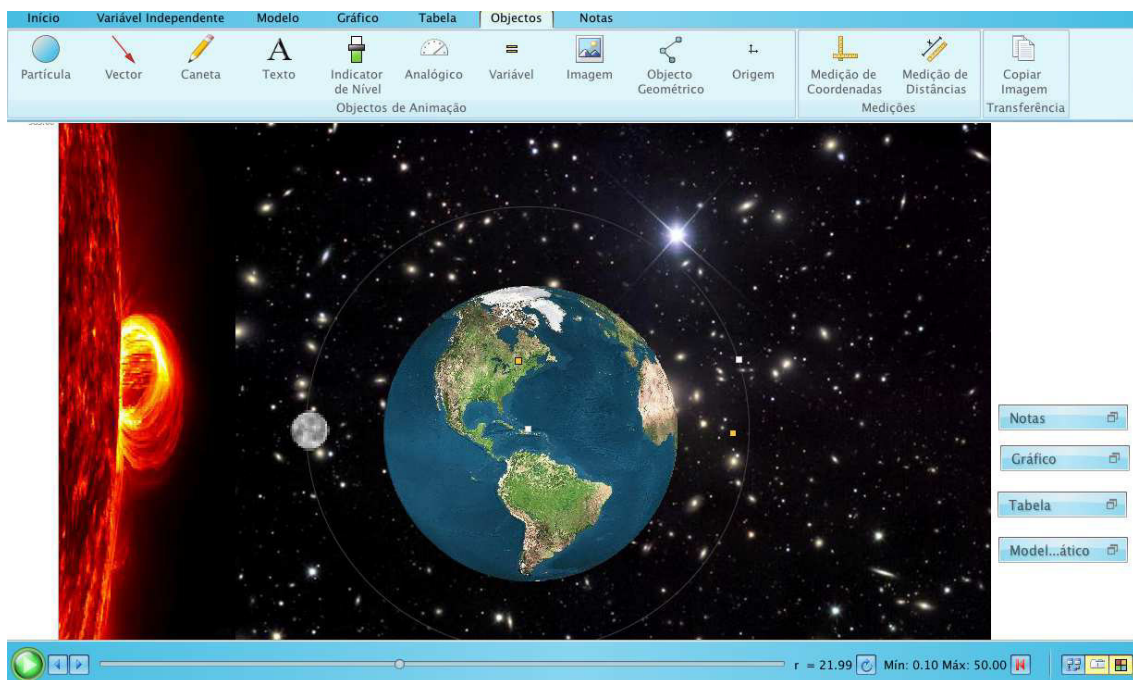 Início Variável Independente Modelo Gráfico Tabela Objectos Notas
Partícula Vector Caneta Texto Indicator de Nível Analógico Variável Imagem Objecto Geométrico Origem Medição de Coordenadas Medição de Distâncias Copiar Imagem
Objectos de Animação Medições Transferência
Notas
Gráfico
Tabela
Model...ático
r = 21.99 Mín: 0.10 Máx: 50.00